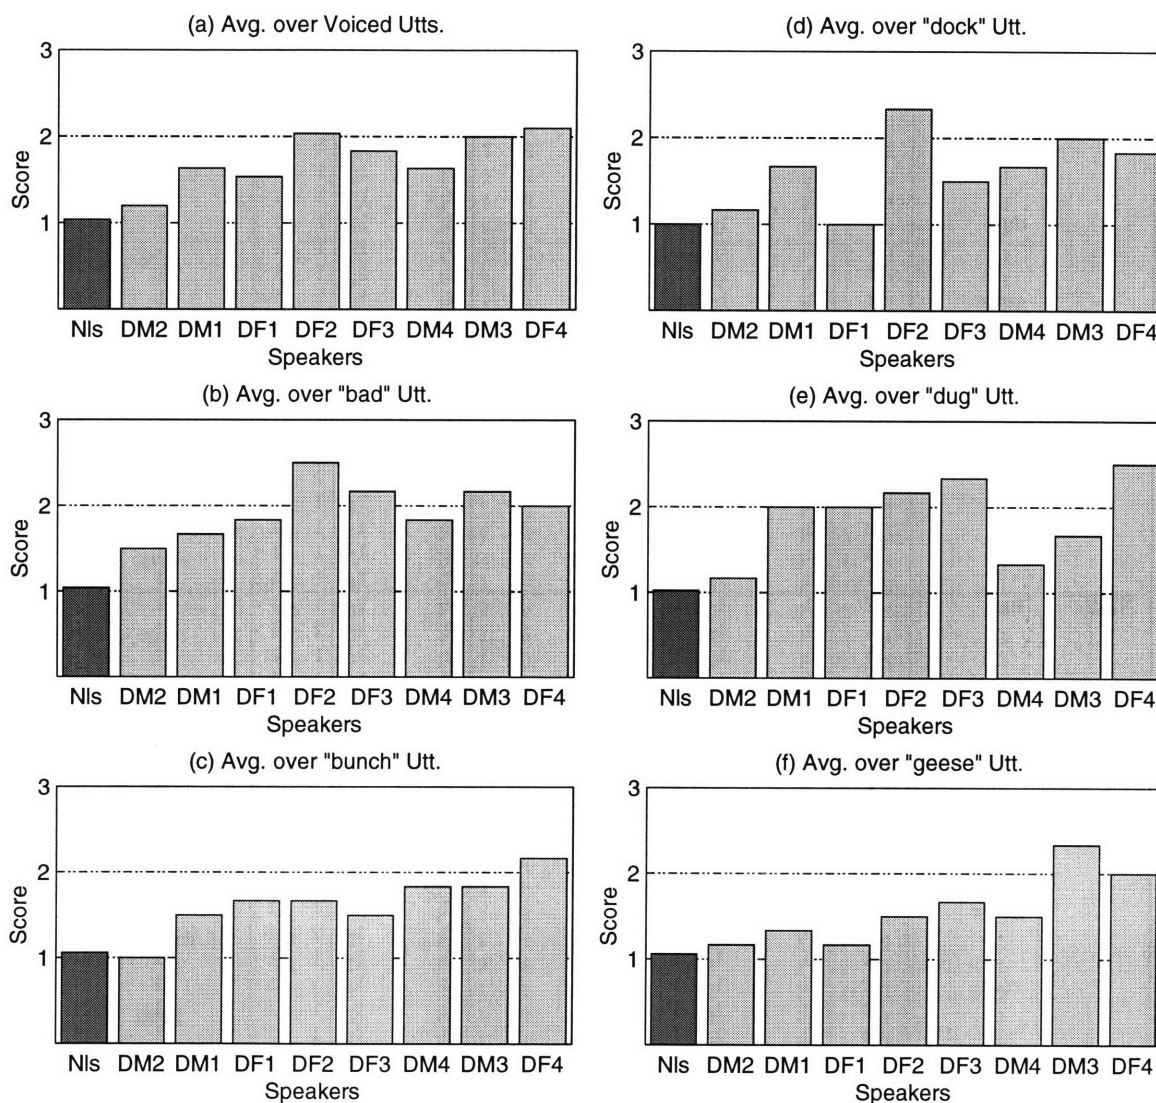 (a) Avg. over Voiced Utts.
3
2
1
Score
Nls DM2 DM1 DF1 DF2 DF3 DM4 DM3 DF4
Speakers
(b) Avg. over "bad" Utt.
3
2
1
Score
Nls DM2 DM1 DF1 DF2 DF3 DM4 DM3 DF4
Speakers
(c) Avg. over "bunch" Utt.
3
2
1
Score
Nls DM2 DM1 DF1 DF2 DF3 DM4 DM3 DF4
Speakers
(d) Avg. over "dock" Utt.
3
2
1
Score
Nls DM2 DM1 DF1 DF2 DF3 DM4 DM3 DF4
Speakers
(e) Avg. over "dug" Utt.
3
2
1
Score
Nls DM2 DM1 DF1 DF2 DF3 DM4 DM3 DF4
Speakers
(f) Avg. over "geese" Utt.
3
2
1
Score
Nls DM2 DM1 DF1 DF2 DF3 DM4 DM3 DF4
Speakers